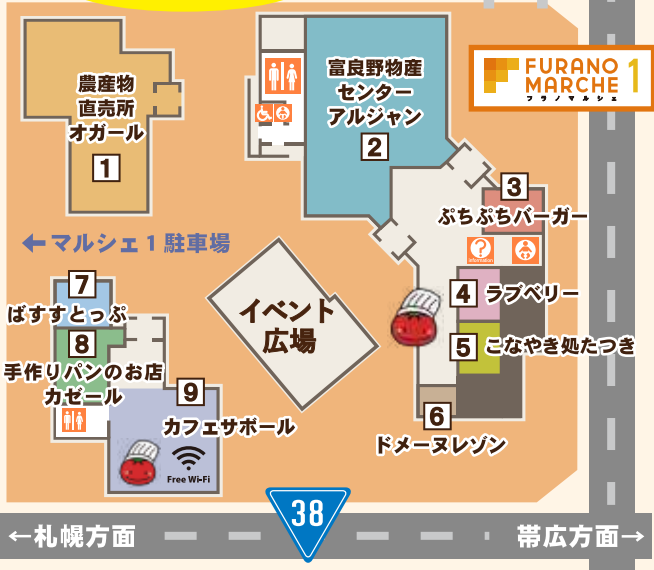 FURANO
MARCHE 1
フラノマルシェ
農産物
直売所
オガール
1
富良野物産
センター
アルジャン
2
3
ぷちぷちバーガー
←マルシェ1駐車場
?
information
7
ばすすとっぷ
4 ラブベリー
イベント
広場
8
手作りパンのお店
カゼール
5 こなやき処たつき
9
カフェサボール
6
ドメーヌレゾン
Free Wi-Fi
38
←札幌方面
帯広方面→